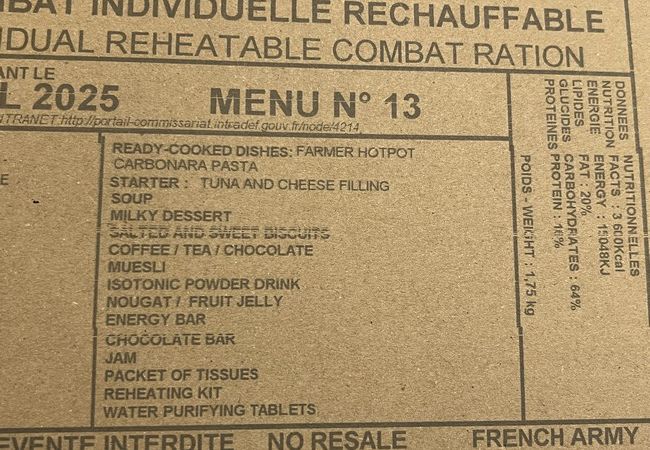 BAT INDIVIDUELLE RECHAUFFABLE
IDUAL REHEATABLE COMBAT RATION
ANT LE
L 2025
MENU N° 13
NTRANET http://portail-commissariat.intradef.gouv.fr/node/4214
READY-COOKED DISHES: FARMER HOTPOT
CARBONARA PASTA
STARTER : TUNA AND CHEESE FILLING
SOUP
MILKY DESSERT
SALTED AND SWEET BISCUITS
COFFEE / TEA / CHOCOLATE
MUESLI
ISOTONIC POWDER DRINK
NOUGAT / FRUIT JELLY
ENERGY BAR
CHOCOLATE BAR
JAM
PACKET OF TISSUES
REHEATING KIT
WATER PURIFYING TABLETS
E
DONNEES NUTRITIONNELLES
NUTRITION FACTS : 3 600Kcal
ENERGIE ENERGY : 15048KJ
LIPIDES FAT : 20%
GLUCIDES CARBOHYDRATES : 64%
PROTEINES PROTEIN : 16%
POIDS - WEIGHT : 1,75 kg
EVENTE INTERDITE NO RESALE FRENCH ARMY